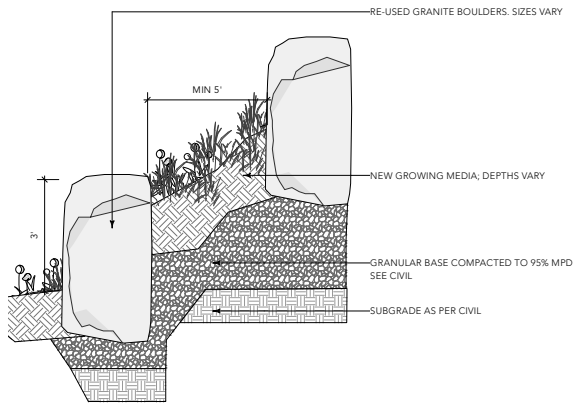 RE-USED GRANITE BOULDERS. SIZES VARY
MIN 5'
NEW GROWING MEDIA; DEPTHS VARY
3'
GRANULAR BASE COMPACTED TO 95% MPD
SEE CIVIL
SUBGRADE AS PER CIVIL